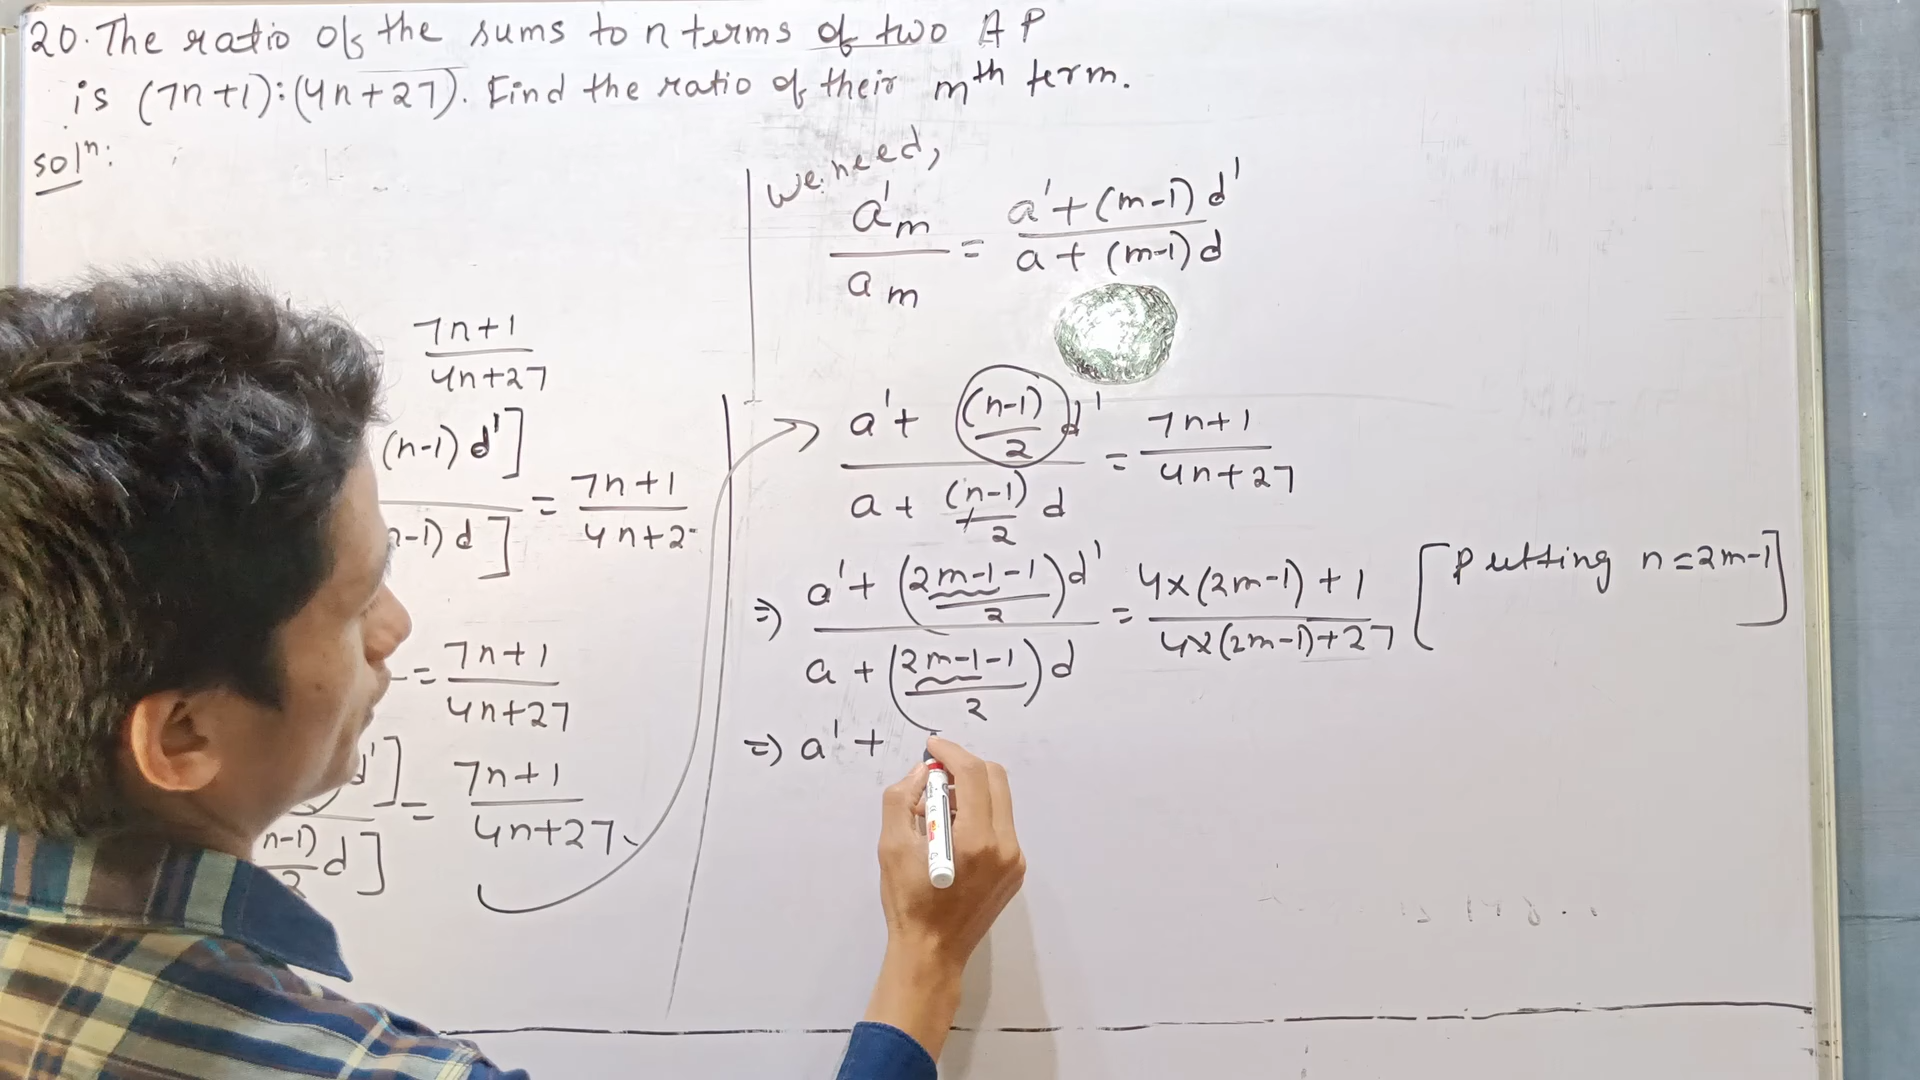 20. The ratio of the sums to n terms of two AP
is (7n+1):(4n+27). Find the ratio of their mth term.
solⁿ:
7n+1 / 4n+27
(n-1)d'] / n-1)d] = 7n+1 / 4n+2
= 7n+1 / 4n+27
d'] / n-1)/2 d] = 7n+1 / 4n+27
We need,
a'm / am = a'+(m-1)d' / a+(m-1)d
a'+ (n-1)/2 d' / a+ (n-1)/2 d = 7n+1 / 4n+27
⇒) a'+ (2m-1-1 / 2)d' / a+ (2m-1-1 / 2)d = 4×(2m-1)+1 / 4×(2m-1)+27 [putting n=2m-1]
⇒) a'+